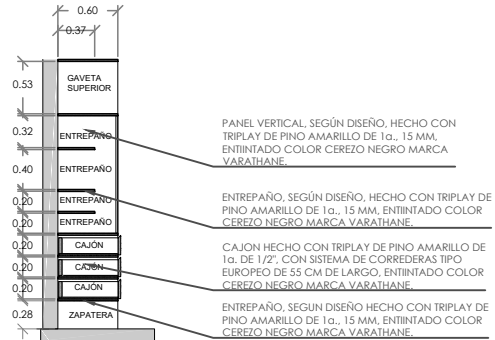 0.60
0.37
0.53
GAVETA
SUPERIOR
0.32
ENTREPAÑO
0.40
ENTREPAÑO
0.20
ENTREPAÑO
0.20
ENTREPAÑO
0.20
CAJÓN
0.20
CAJÓN
0.20
CAJÓN
0.28
ZAPATERA
PANEL VERTICAL, SEGÚN DISEÑO, HECHO CON
TRIPLAY DE PINO AMARILLO DE 1a., 15 MM,
ENTIINTADO COLOR CEREZO NEGRO MARCA
VARATHANE.
ENTREPAÑO, SEGÚN DISEÑO, HECHO CON TRIPLAY DE
PINO AMARILLO DE 1a., 15 MM, ENTIINTADO COLOR
CEREZO NEGRO MARCA VARATHANE.
CAJON HECHO CON TRIPLAY DE PINO AMARILLO DE
1a. DE 1/2", CON SISTEMA DE CORREDERAS TIPO
EUROPEO DE 55 CM DE LARGO, ENTIINTADO COLOR
CEREZO NEGRO MARCA VARATHANE.
ENTREPAÑO, SEGUN DISEÑO HECHO CON TRIPLAY DE
PINO AMARILLO DE 1a., 15 MM, ENTIINTADO COLOR
CEREZO NEGRO MARCA VARATHANE.